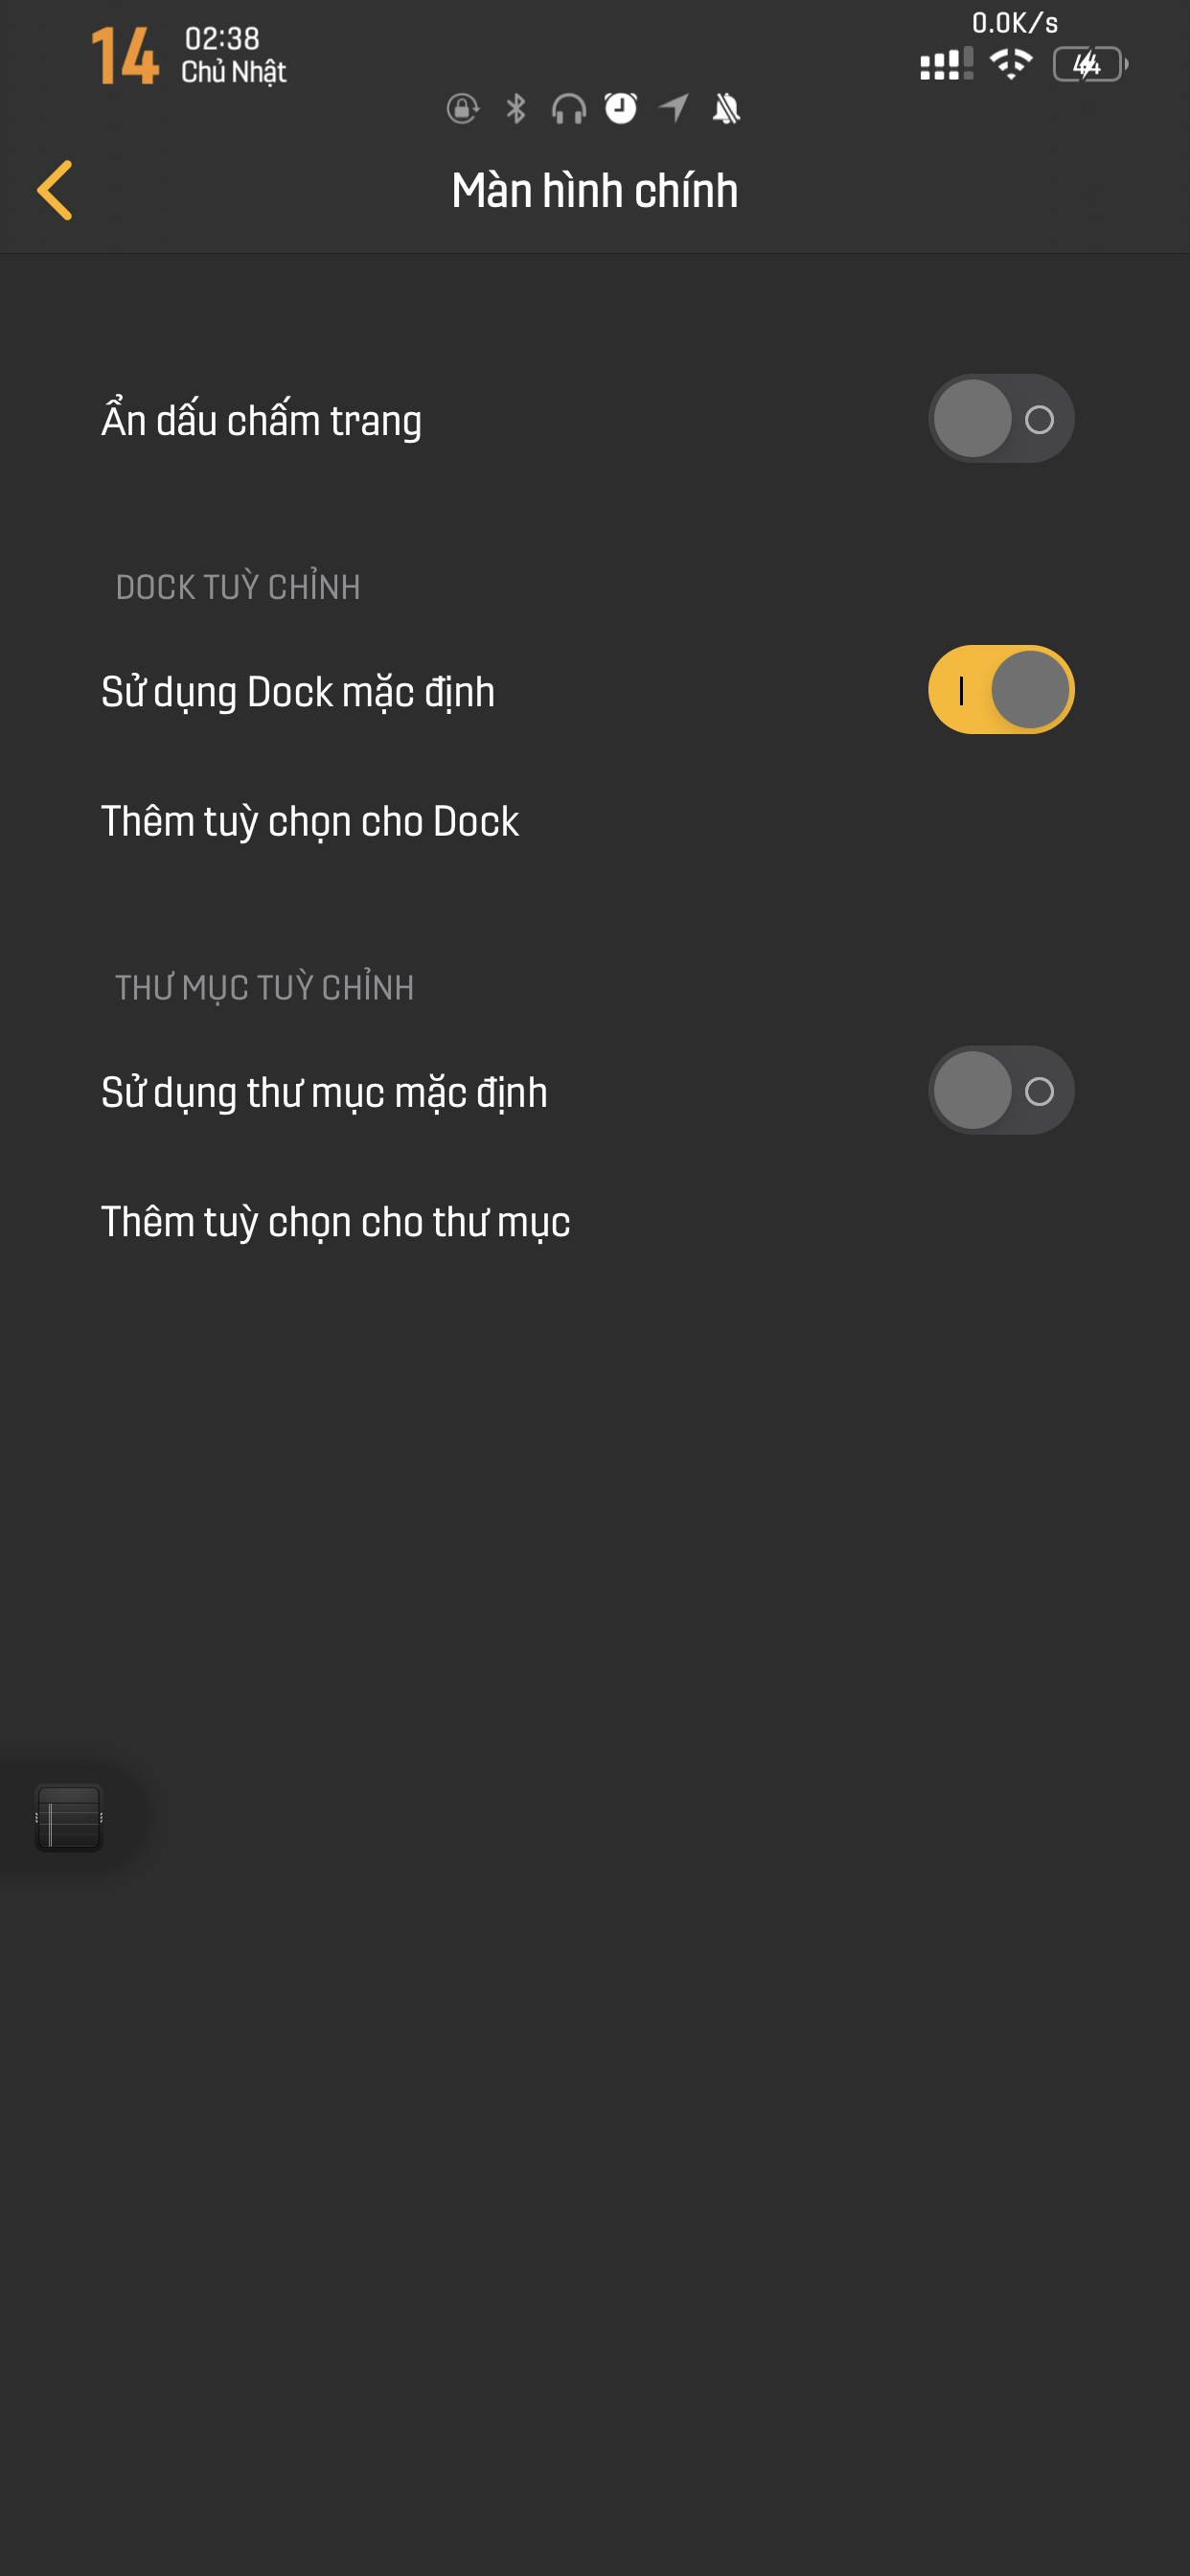 14
02:38
Chủ Nhật
0.0K/s
44
Màn hình chính
Ẩn dấu chấm trang
DOCK TUỲ CHỈNH
Sử dụng Dock mặc định
Thêm tuỳ chọn cho Dock
THƯ MỤC TUỲ CHỈNH
Sử dụng thư mục mặc định
Thêm tuỳ chọn cho thư mục